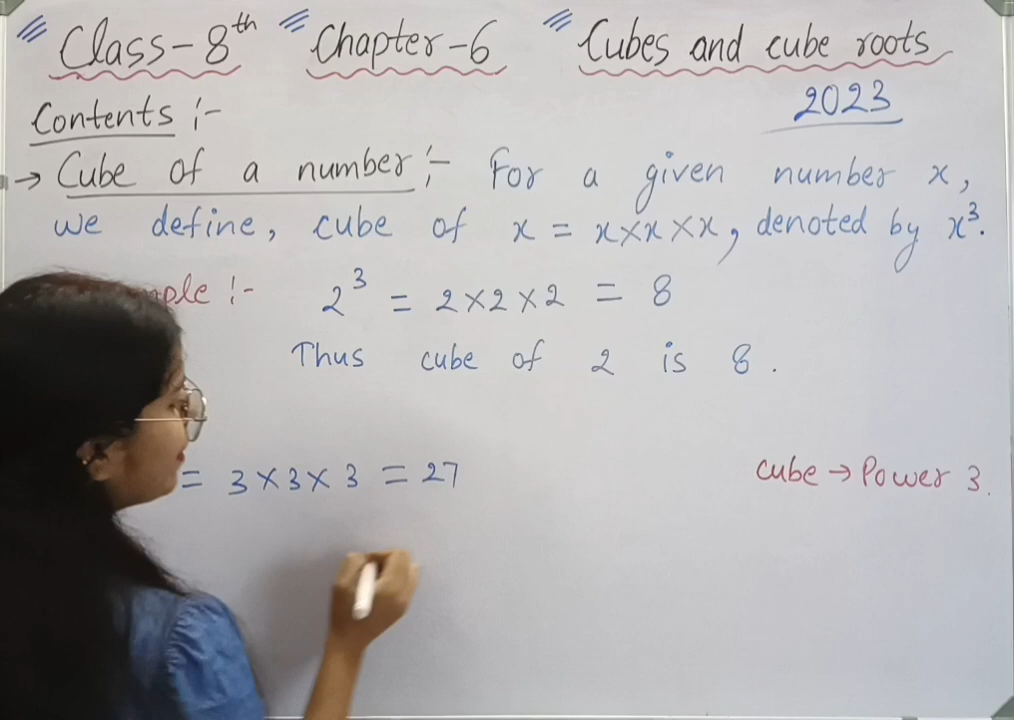 Class-8th Chapter-6 Cubes and cube roots
2023
Contents :-
→ Cube of a number :- For a given number x,
we define, cube of x = x×x×x, denoted by x³.
mple :- 2³ = 2×2×2 = 8
Thus cube of 2 is 8.
= 3×3×3 = 27 cube → Power 3.